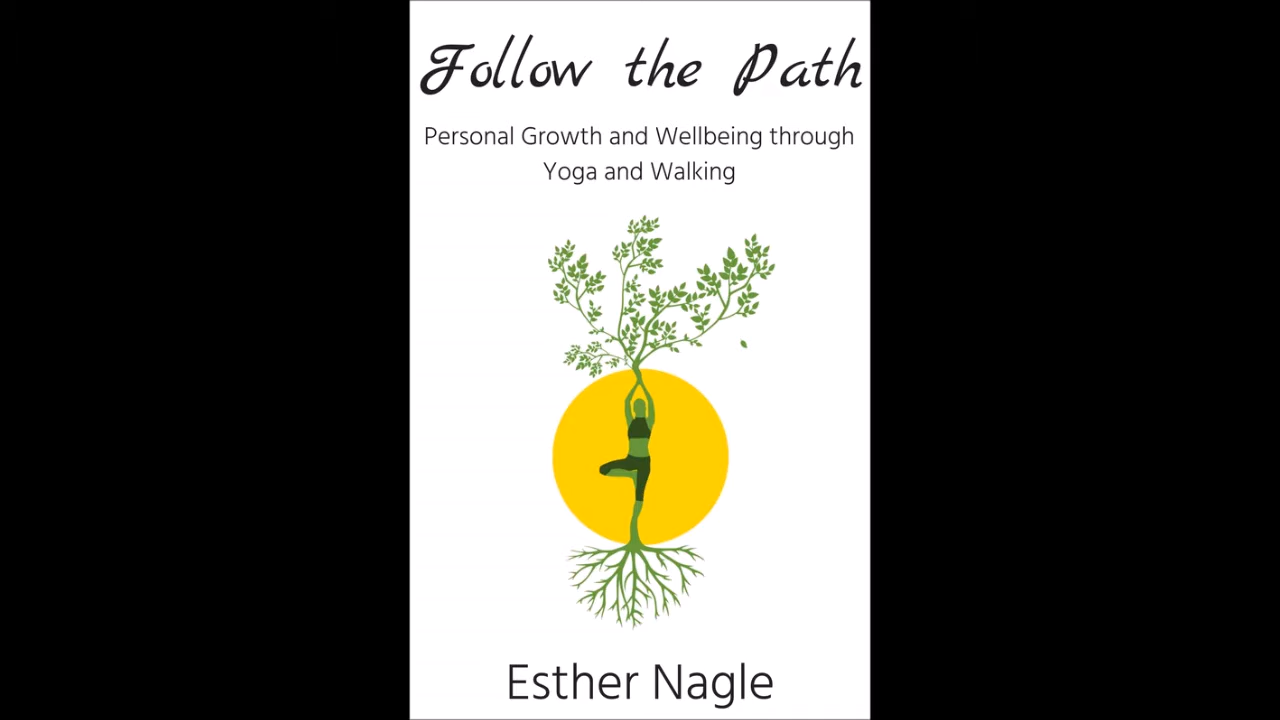 Follow the Path
Personal Growth and Wellbeing through
Yoga and Walking
Esther Nagle